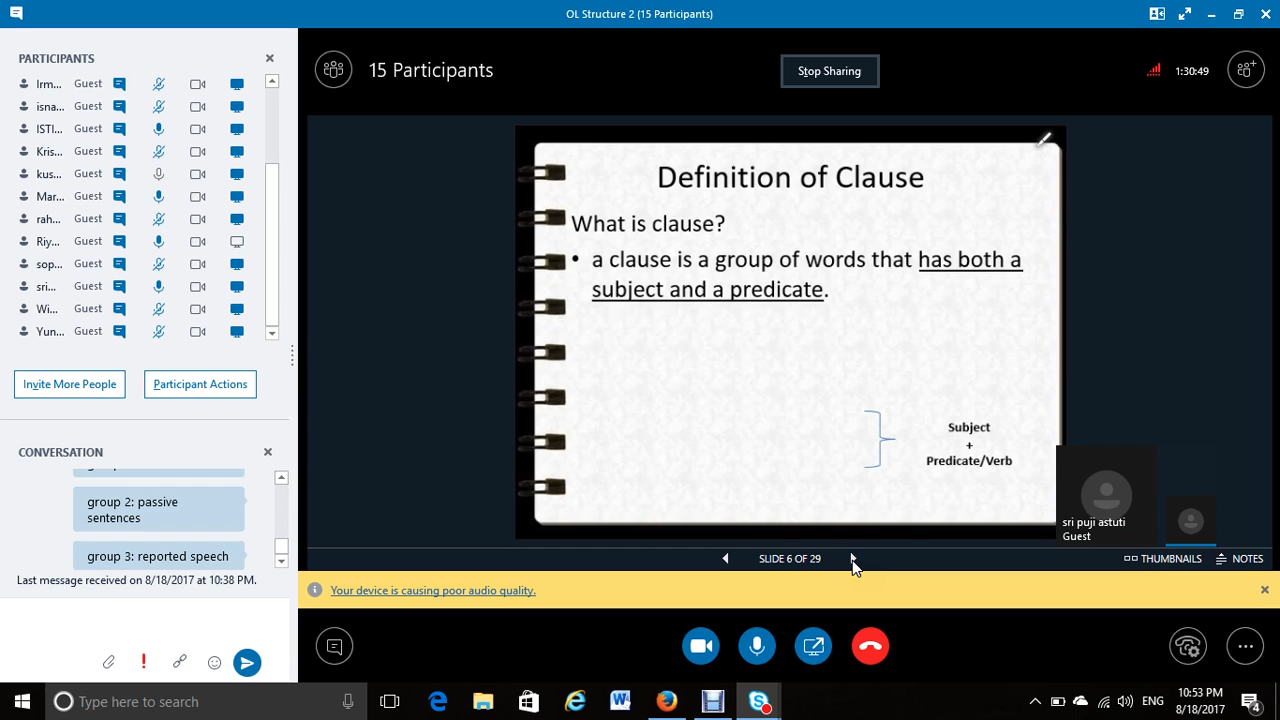 OL Structure 2 (15 Participants)
PARTICIPANTS
Irm... Guest
isna... Guest
ISTI... Guest
Kris... Guest
kus... Guest
Mar... Guest
rah... Guest
Riy... Guest
sop... Guest
sri... Guest
Wi... Guest
Yun... Guest
Invite More People
Participant Actions
CONVERSATION
group 2: passive
sentences
group 3: reported speech
Last message received on 8/18/2017 at 10:38 PM.
15 Participants
Stop Sharing
1:30:49
Definition of Clause
What is clause?
• a clause is a group of words that has both a
subject and a predicate.
Subject
+
Predicate/Verb
sri puji astuti
Guest
SLIDE 6 OF 29
THUMBNAILS
NOTES
Your device is causing poor audio quality.
Type here to search
ENG
10:53 PM
8/18/2017
4